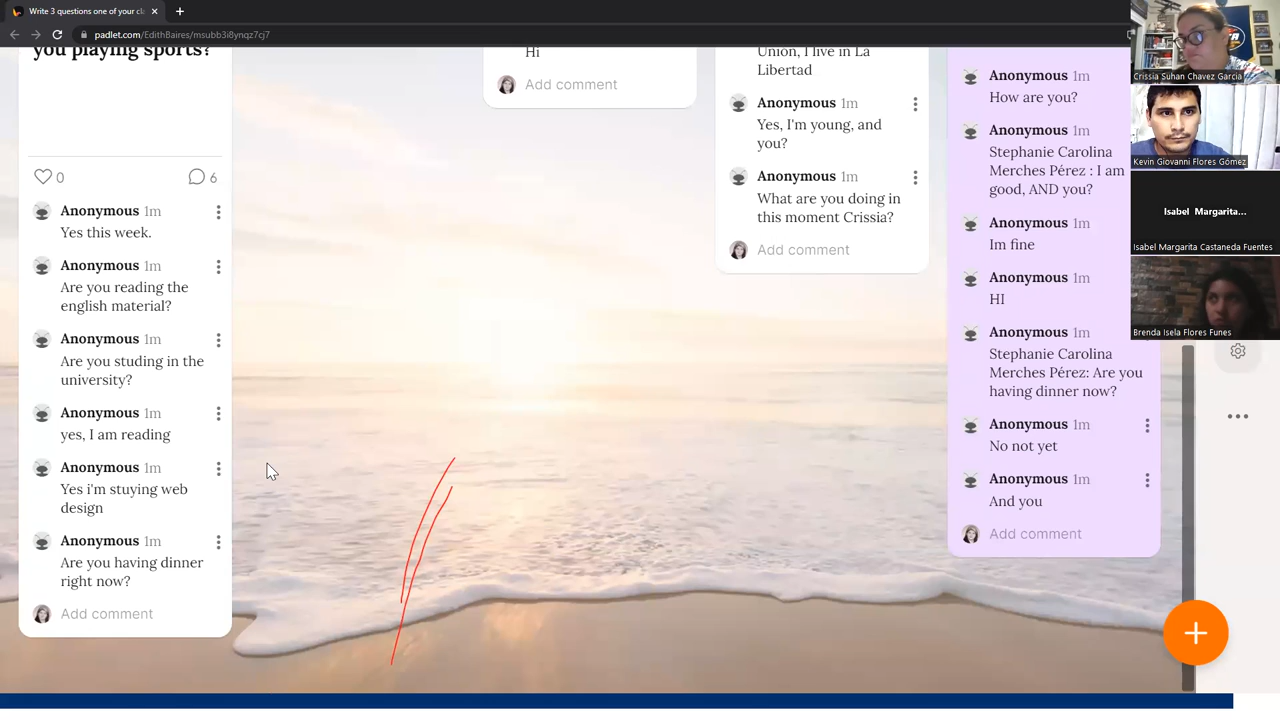 Write 3 questions one of your cl
padlet.com/EdithBaires/msubb3i8ynqz7cj7
you playing sports?
0
6
Anonymous 1m
Yes this week.
Anonymous 1m
Are you reading the
english material?
Anonymous 1m
Are you studing in the
university?
Anonymous 1m
yes, I am reading
Anonymous 1m
Yes i'm stuying web
design
Anonymous 1m
Are you having dinner
right now?
Add comment
Hi
Add comment
Union, I live in La
Libertad
Anonymous 1m
Yes, I'm young, and
you?
Anonymous 1m
What are you doing in
this moment Crissia?
Add comment
Anonymous 1m
How are you?
Anonymous 1m
Stephanie Carolina
Merches Pérez : I am
good, AND you?
Anonymous 1m
Im fine
Anonymous 1m
HI
Anonymous 1m
Stephanie Carolina
Merches Pérez: Are you
having dinner now?
Anonymous 1m
No not yet
Anonymous 1m
And you
Add comment
Crissia Suhan Chavez Garcia
Kevin Giovanni Flores Gómez
Isabel Margarita...
Isabel Margarita Castaneda Fuentes
Brenda Isela Flores Funes